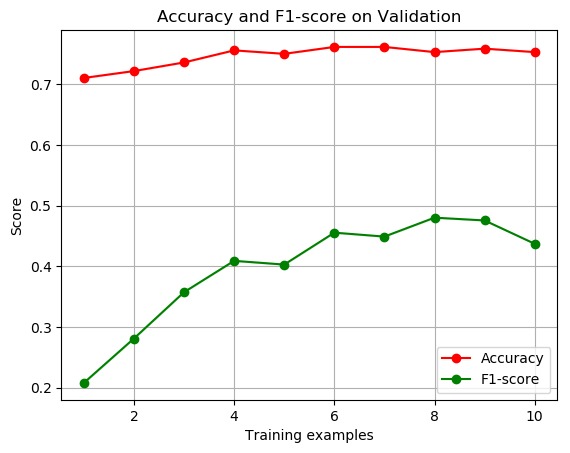 Accuracy and F1-score on Validation
Score
0.7
0.6
0.5
0.4
0.3
0.2
Accuracy
F1-score
2
4
6
8
10
Training examples